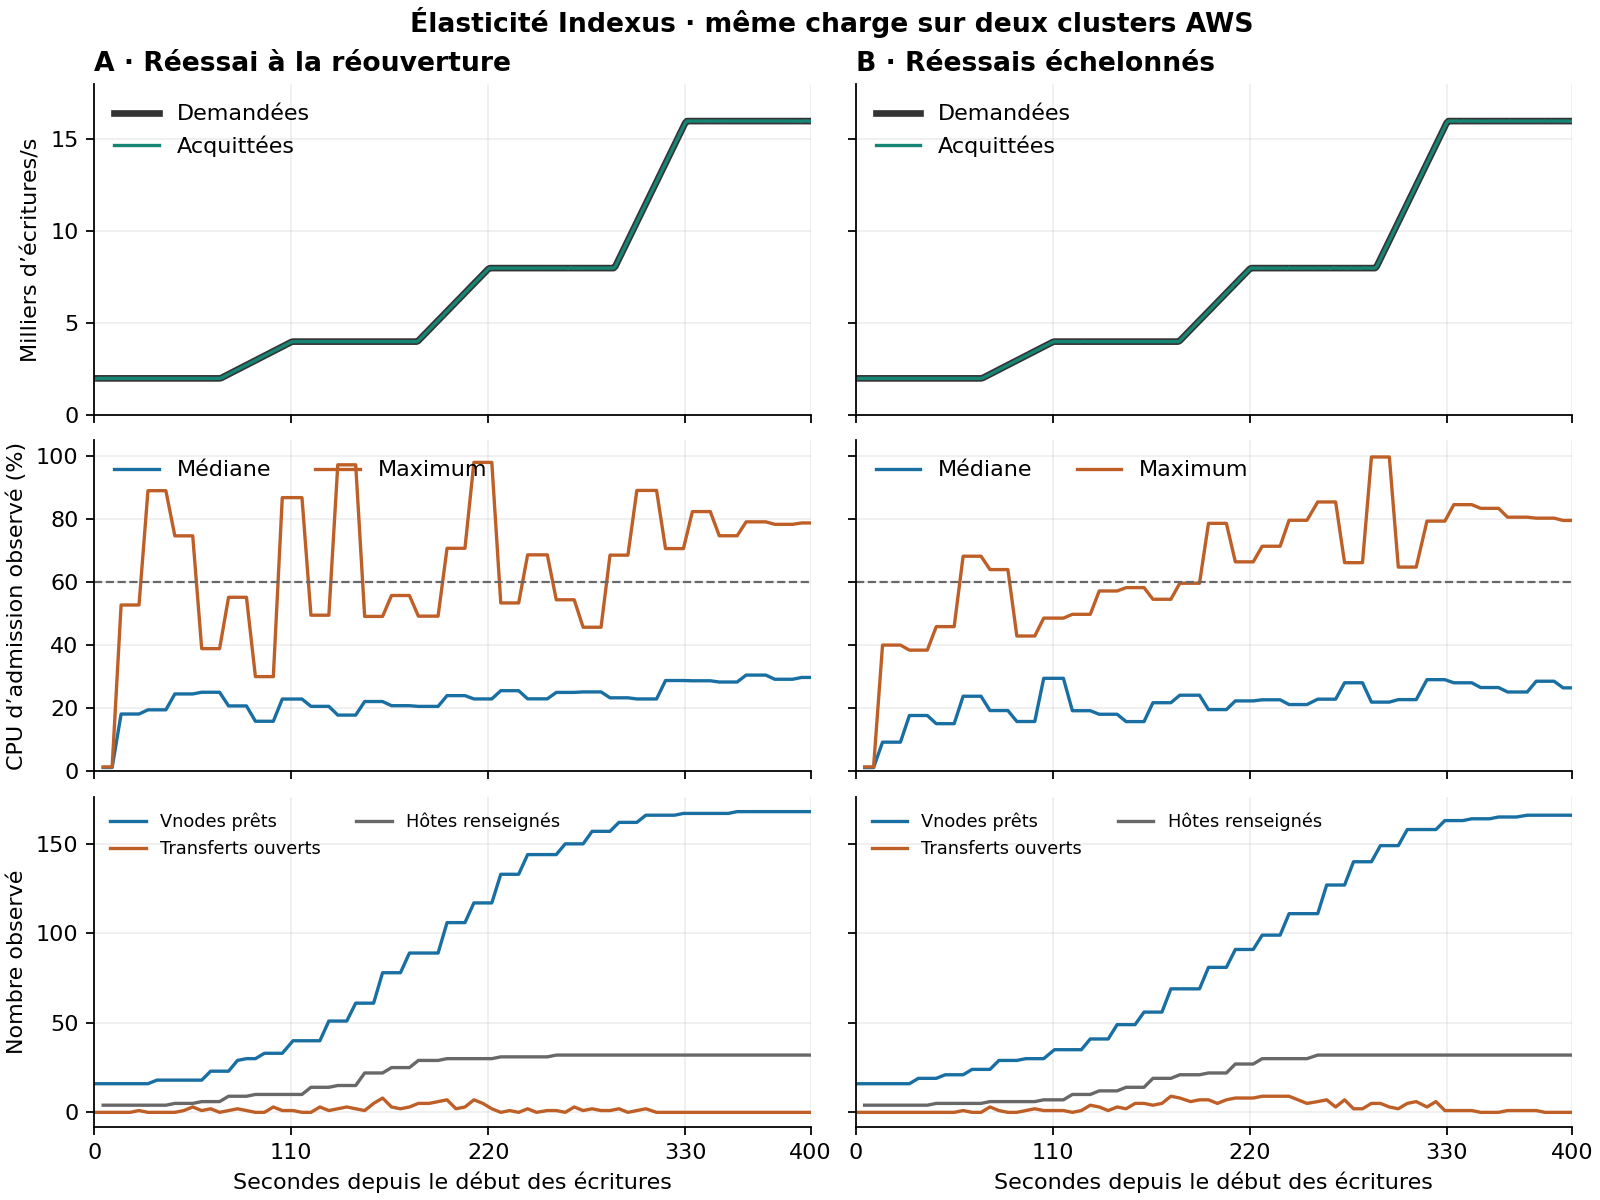 Élasticité Indexus · même charge sur deux clusters AWS
A · Réessai à la réouverture
B · Réessais échelonnés
Milliers d’écritures/s
15
10
5
0
Demandées
Acquittées
Demandées
Acquittées
CPU d’admission observé (%)
100
80
60
40
20
0
Médiane
Maximum
Médiane
Maximum
Nombre observé
150
100
50
0
Vnodes prêts
Transferts ouverts
Hôtes renseignés
Vnodes prêts
Transferts ouverts
Hôtes renseignés
0 110 220 330 400
0 110 220 330 400
Secondes depuis le début des écritures
Secondes depuis le début des écritures